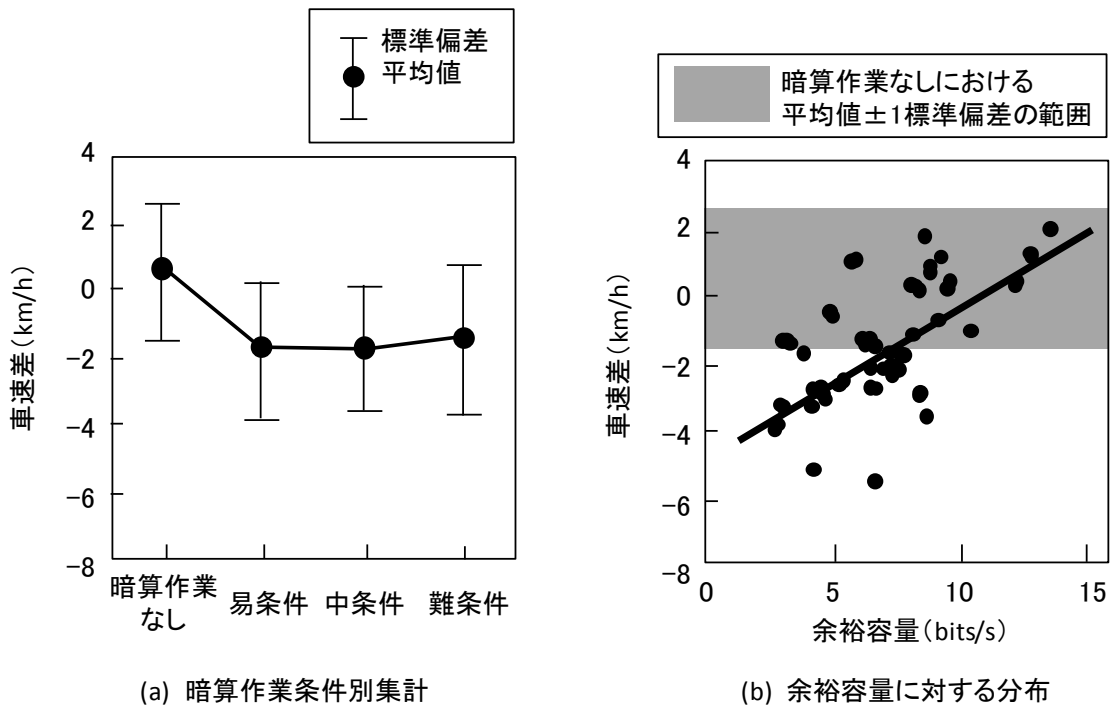 標準偏差
平均値
4
2
0
−2
−4
−6
−8
車速差（km/h）
暗算作業
なし
易条件
中条件
難条件
(a) 暗算作業条件別集計
暗算作業なしにおける
平均値±1標準偏差の範囲
4
2
0
−2
−4
−6
−8
車速差（km/h）
0
5
10
15
余裕容量（bits/s）
(b) 余裕容量に対する分布